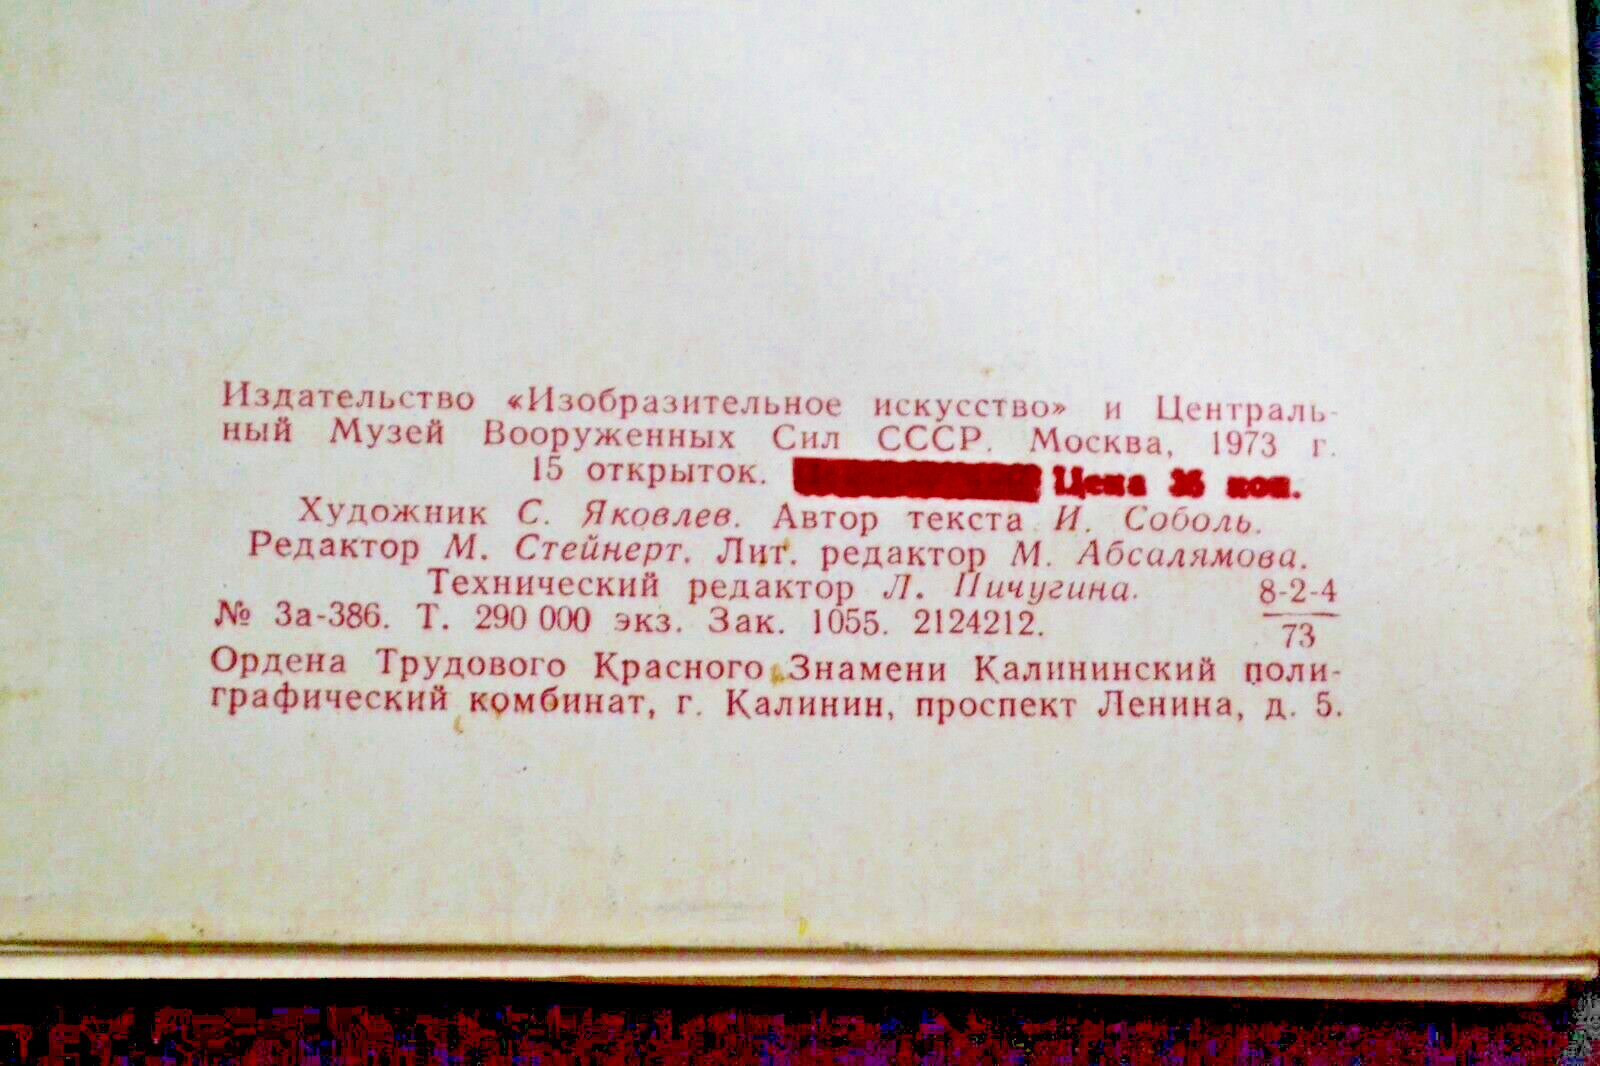 Издательство «Изобразительное искусство» и Централь-
ный Музей Вооруженных Сил СССР. Москва, 1973 г.
15 открыток. Цена 36 коп.
Художник С. Яковлев. Автор текста И. Соболь.
Редактор М. Стейнерт. Лит. редактор М. Абсалямова.
Технический редактор Л. Пичугина.
№ 3а-386. Т. 290 000 экз. Зак. 1055. 2124212.
8-2-4
73
Ордена Трудового Красного Знамени Калининский поли-
графический комбинат, г. Калинин, проспект Ленина, д. 5.